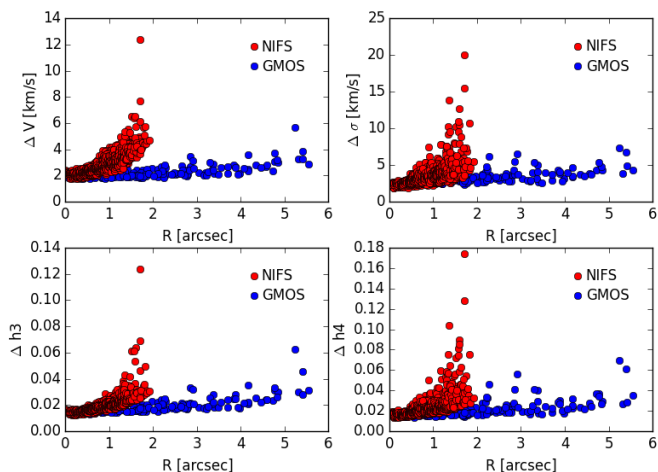 14
12
10
8
6
4
2
0
Δ V [km/s]
NIFS
GMOS
0 1 2 3 4 5 6
R [arcsec]
25
20
15
10
5
0
Δ σ [km/s]
NIFS
GMOS
0 1 2 3 4 5 6
R [arcsec]
0.14
0.12
0.10
0.08
0.06
0.04
0.02
0.00
Δ h3
NIFS
GMOS
0 1 2 3 4 5 6
R [arcsec]
0.18
0.16
0.14
0.12
0.10
0.08
0.06
0.04
0.02
0.00
Δ h4
NIFS
GMOS
0 1 2 3 4 5 6
R [arcsec]